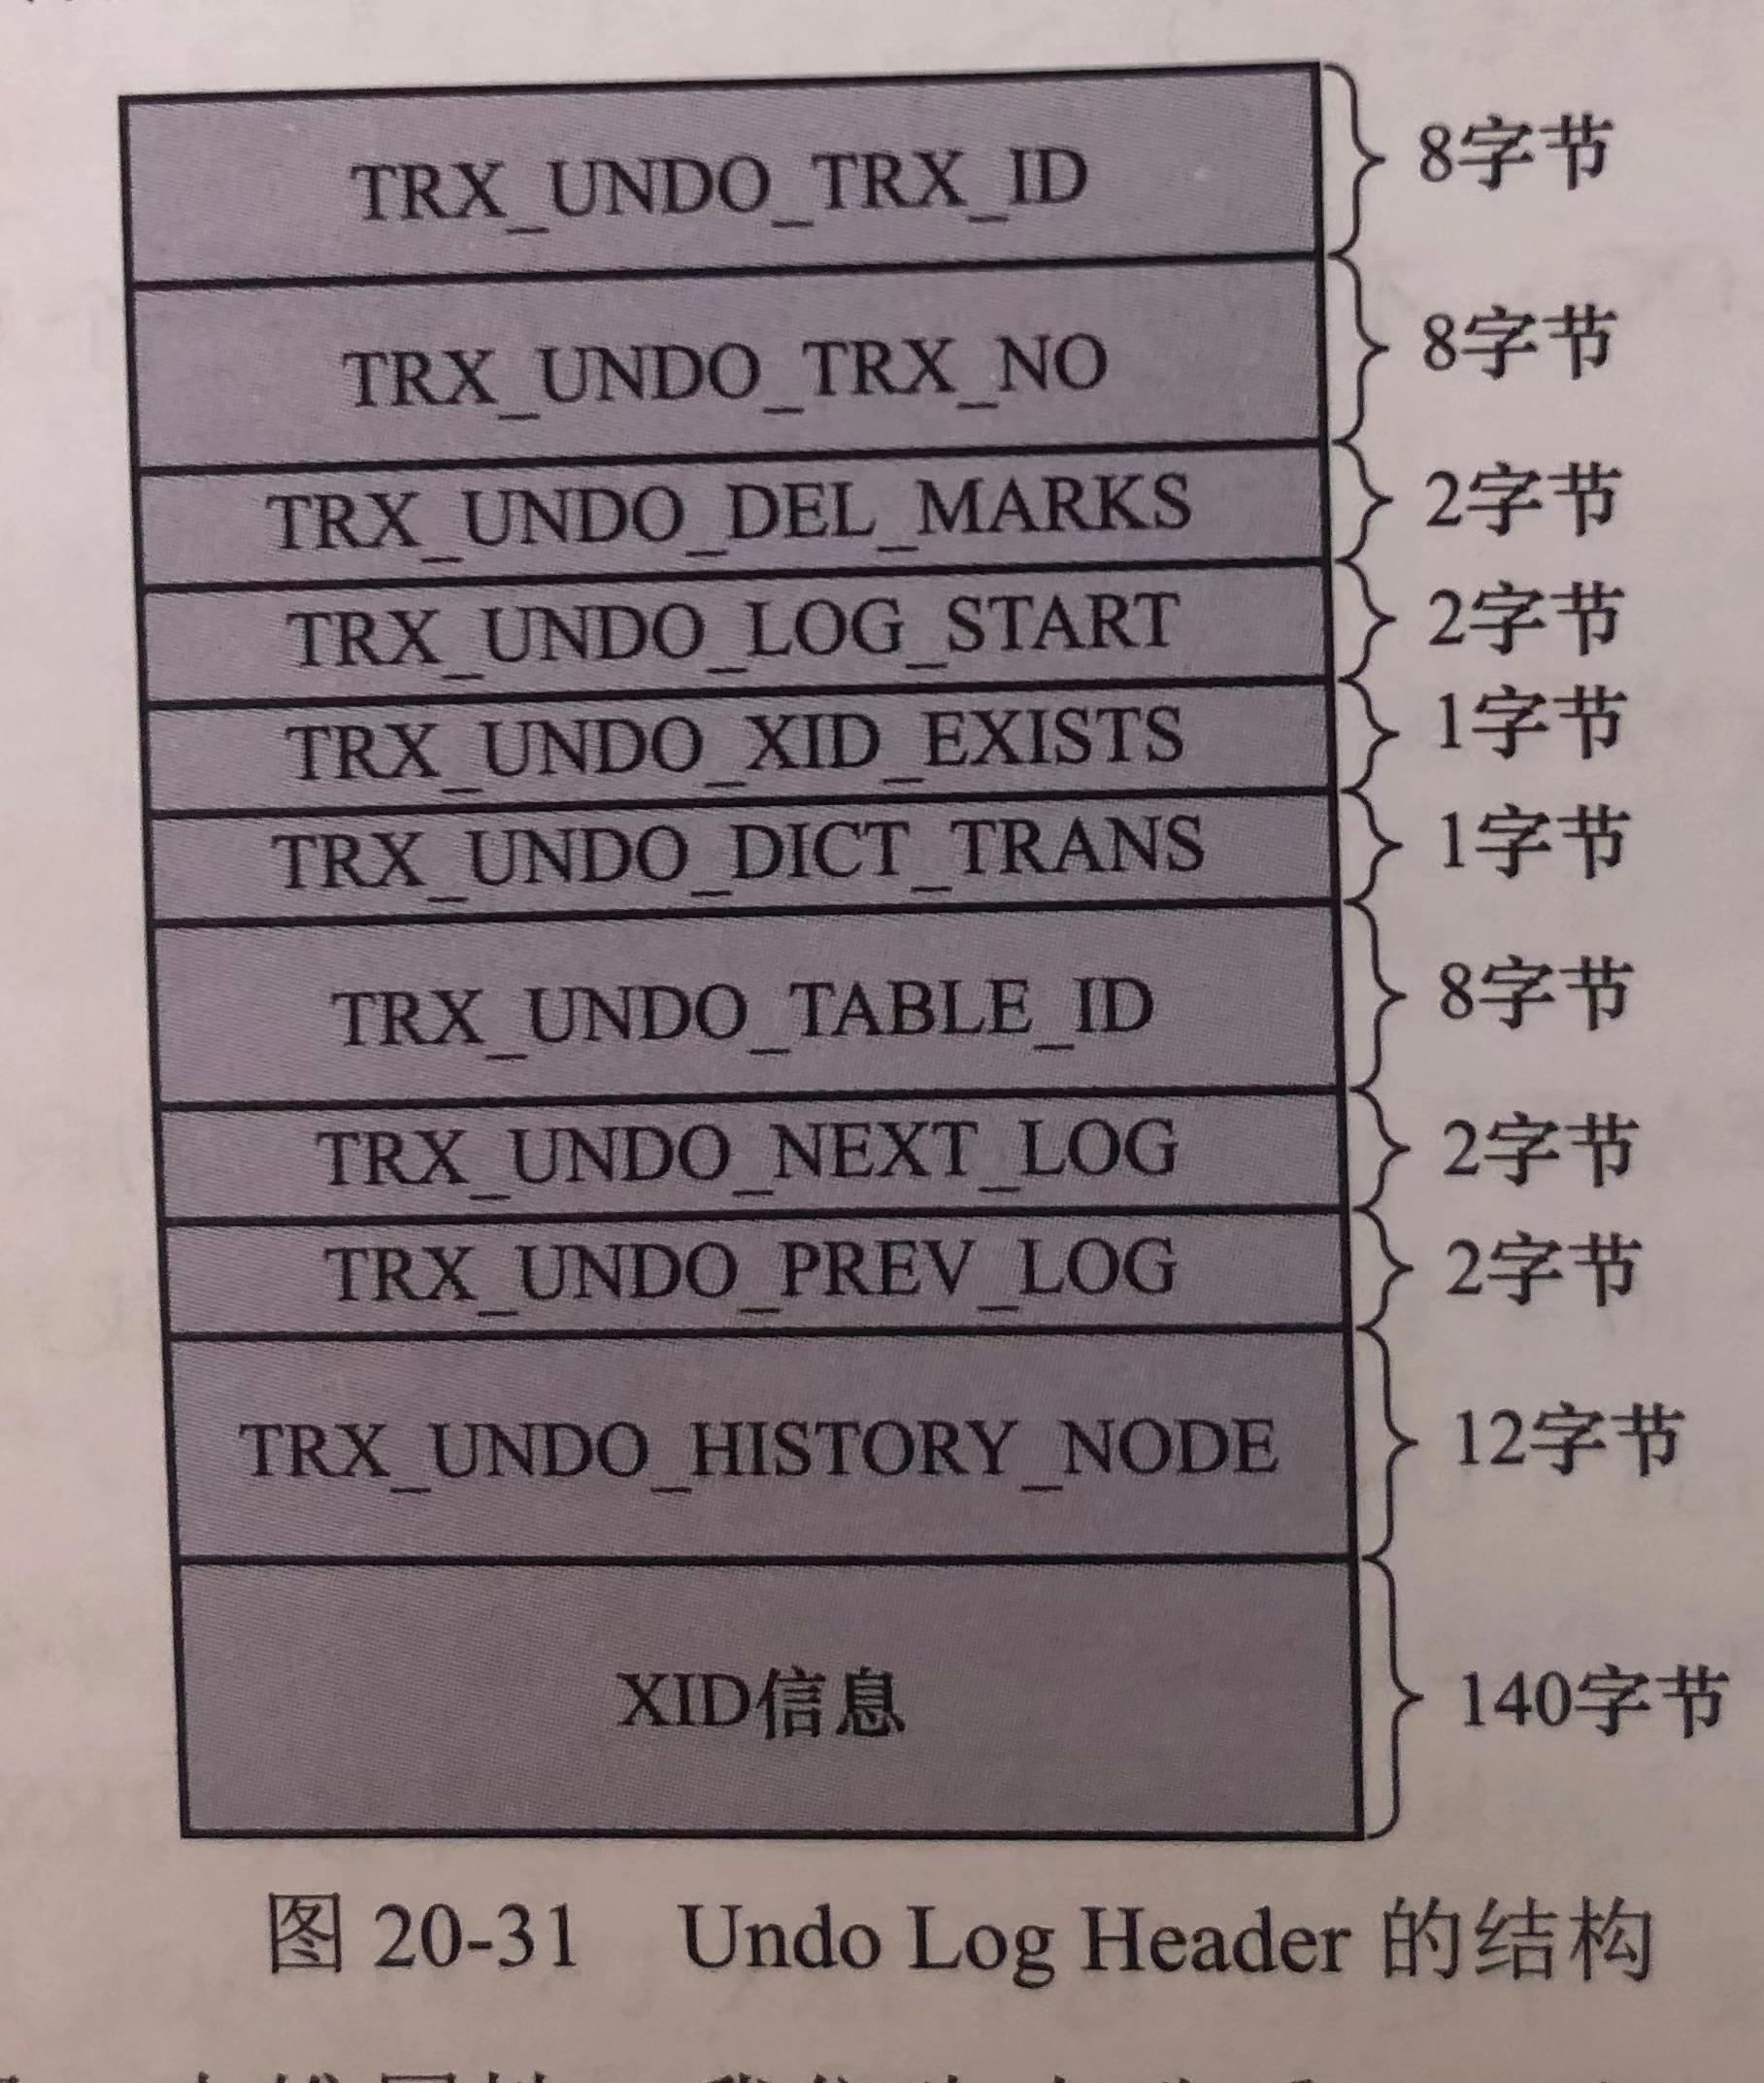 TRX_UNDO_TRX_ID 8字节
TRX_UNDO_TRX_NO 8字节
TRX_UNDO_DEL_MARKS 2字节
TRX_UNDO_LOG_START 2字节
TRX_UNDO_XID_EXISTS 1字节
TRX_UNDO_DICT_TRANS 1字节
TRX_UNDO_TABLE_ID 8字节
TRX_UNDO_NEXT_LOG 2字节
TRX_UNDO_PREV_LOG 2字节
TRX_UNDO_HISTORY_NODE 12字节
XID信息 140字节
图 20-31 Undo Log Header 的结构